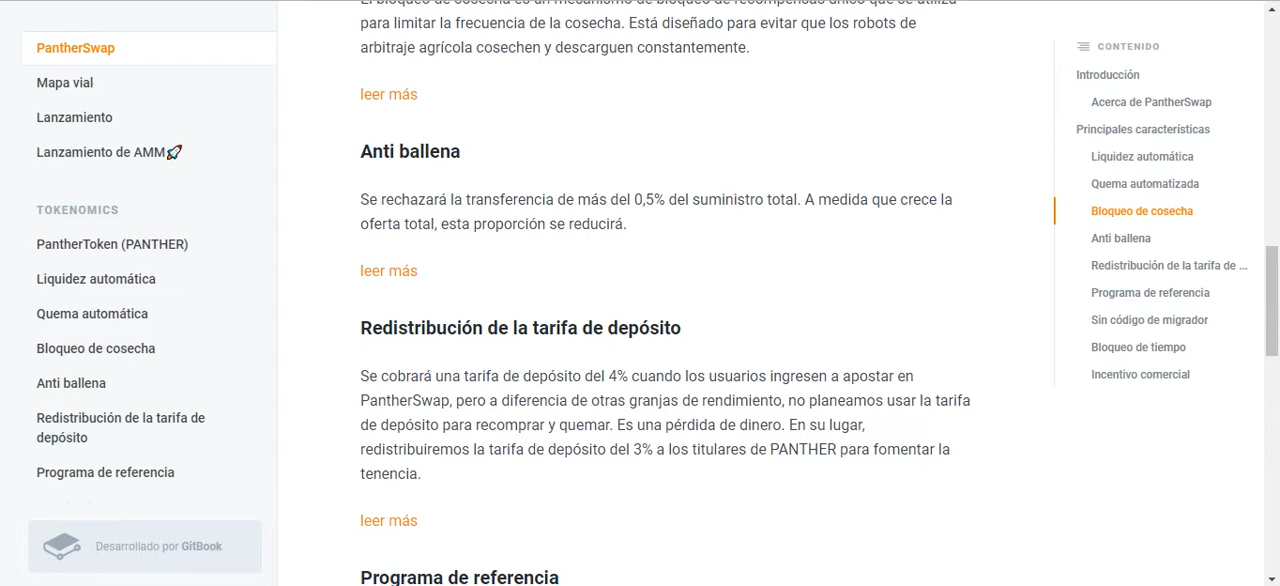 PantherSwap
Mapa vial
Lanzamiento
Lanzamiento de AMM🚀
TOKENOMICS
PantherToken (PANTHER)
Liquidez automática
Quema automática
Bloqueo de cosecha
Anti ballena
Redistribución de la tarifa de
depósito
Programa de referencia
Desarrollado por GitBook
para limitar la frecuencia de la cosecha. Está diseñado para evitar que los robots de
arbitraje agrícola cosechen y descarguen constantemente.
leer más
Anti ballena
Se rechazará la transferencia de más del 0,5% del suministro total. A medida que crece la
oferta total, esta proporción se reducirá.
leer más
Redistribución de la tarifa de depósito
Se cobrará una tarifa de depósito del 4% cuando los usuarios ingresen a apostar en
PantherSwap, pero a diferencia de otras granjas de rendimiento, no planeamos usar la tarifa
de depósito para recomprar y quemar. Es una pérdida de dinero. En su lugar,
redistribuiremos la tarifa de depósito del 3% a los titulares de PANTHER para fomentar la
tenencia.
leer más
Programa de referencia
CONTENIDO
Introducción
Acerca de PantherSwap
Principales características
Liquidez automática
Quema automatizada
Bloqueo de cosecha
Anti ballena
Redistribución de la tarifa de ...
Programa de referencia
Sin código de migrador
Bloqueo de tiempo
Incentivo comercial